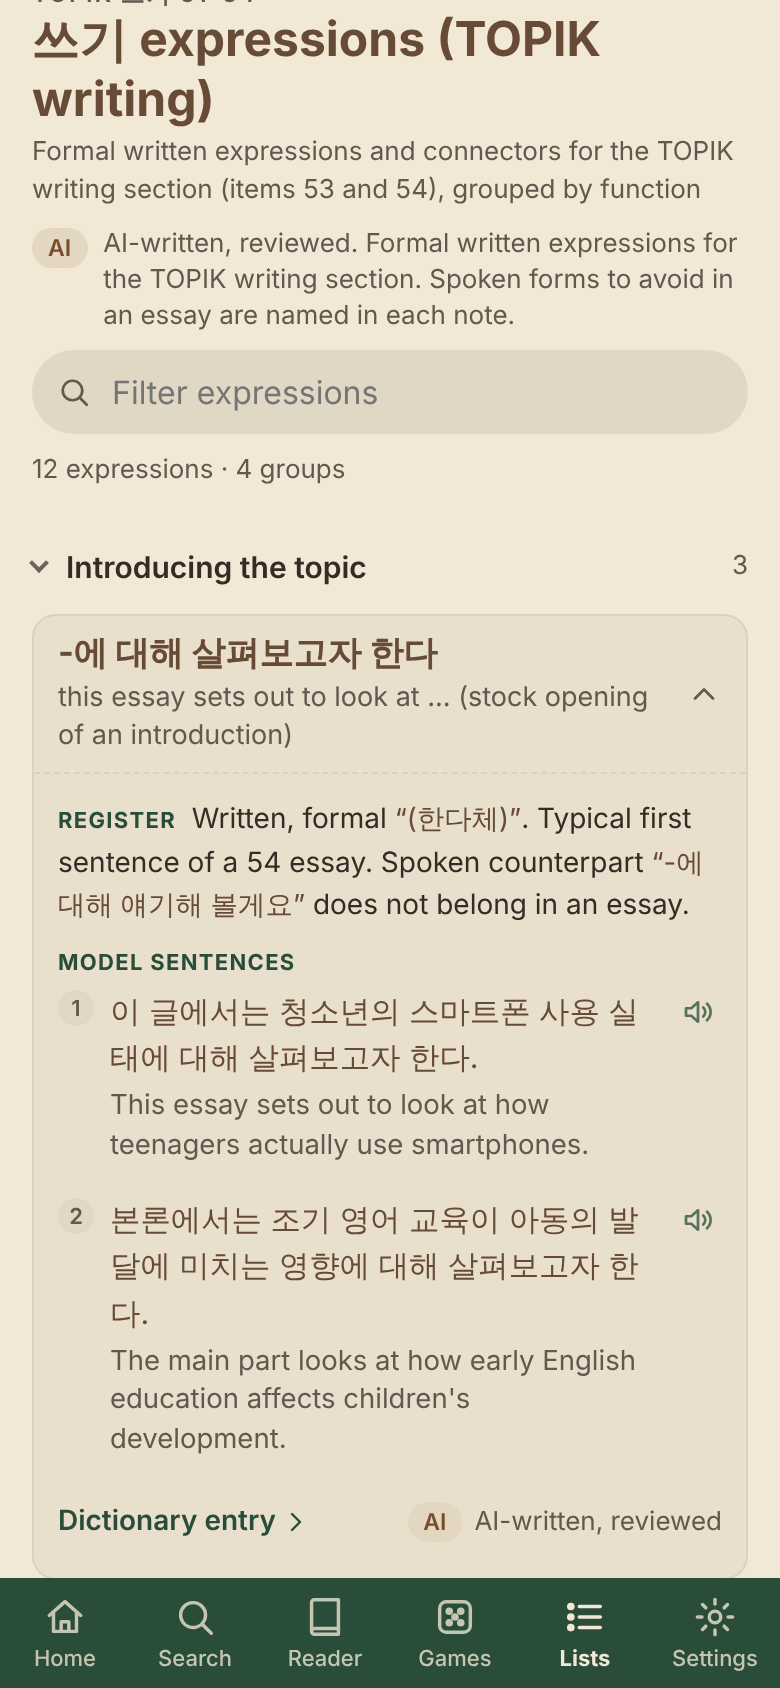 쓰기 expressions (TOPIK
writing)
Formal written expressions and connectors for the TOPIK
writing section (items 53 and 54), grouped by function
AI
AI-written, reviewed. Formal written expressions for
the TOPIK writing section. Spoken forms to avoid in
an essay are named in each note.
Filter expressions
12 expressions · 4 groups
Introducing the topic 3
-에 대해 살펴보고자 한다
this essay sets out to look at … (stock opening
of an introduction)
REGISTER Written, formal “(한다체)”. Typical first
sentence of a 54 essay. Spoken counterpart “-에
대해 얘기해 볼게요” does not belong in an essay.
MODEL SENTENCES
1 이 글에서는 청소년의 스마트폰 사용 실
태에 대해 살펴보고자 한다.
This essay sets out to look at how
teenagers actually use smartphones.
2 본론에서는 조기 영어 교육이 아동의 발
달에 미치는 영향에 대해 살펴보고자 한
다.
The main part looks at how early English
education affects children's
development.
Dictionary entry AI AI-written, reviewed
Home Search Reader Games Lists Settings